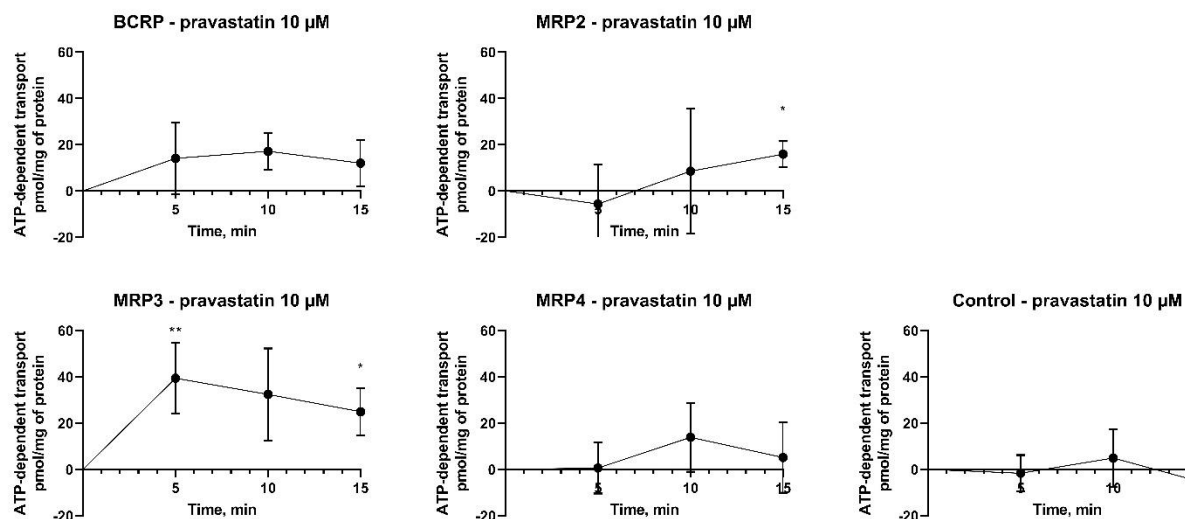 BCRP - pravastatin 10 µM
ATP-dependent transport
pmol/mg of protein
60
40
20
0
-20
5
10
15
Time, min
MRP2 - pravastatin 10 µM
ATP-dependent transport
pmol/mg of protein
60
40
20
0
-20
*
5
10
15
Time, min
MRP3 - pravastatin 10 µM
ATP-dependent transport
pmol/mg of protein
60
40
20
0
-20
**
*
5
10
15
Time, min
MRP4 - pravastatin 10 µM
ATP-dependent transport
pmol/mg of protein
60
40
20
0
-20
5
10
15
Time, min
Control - pravastatin 10 µM
ATP-dependent transport
pmol/mg of protein
60
40
20
0
-20
5
10
Time, min